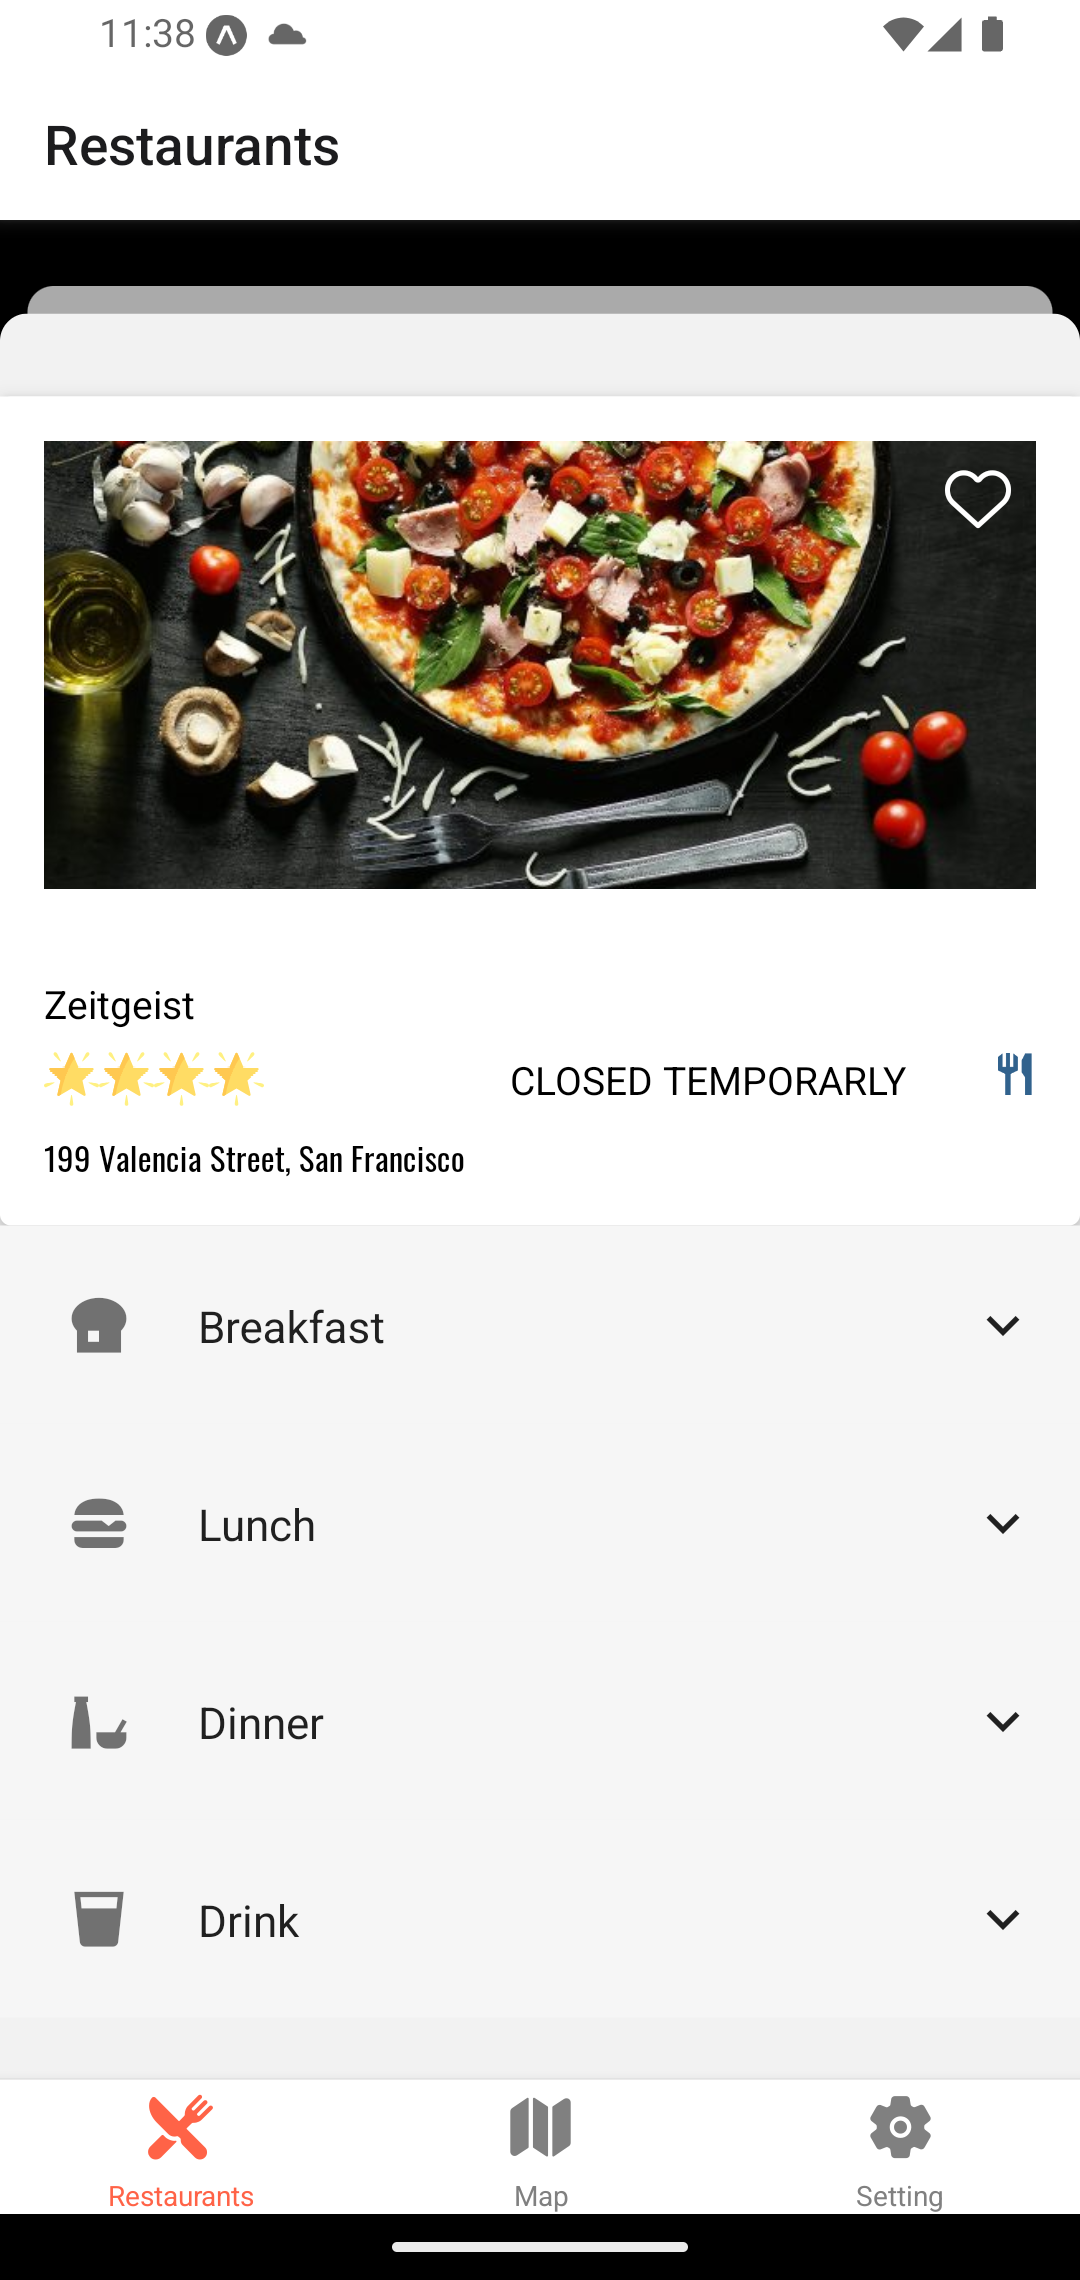 11:38
Restaurants
Zeitgeist
CLOSED TEMPORARLY
199 Valencia Street, San Francisco
Breakfast
Lunch
Dinner
Drink
Restaurants
Map
Setting